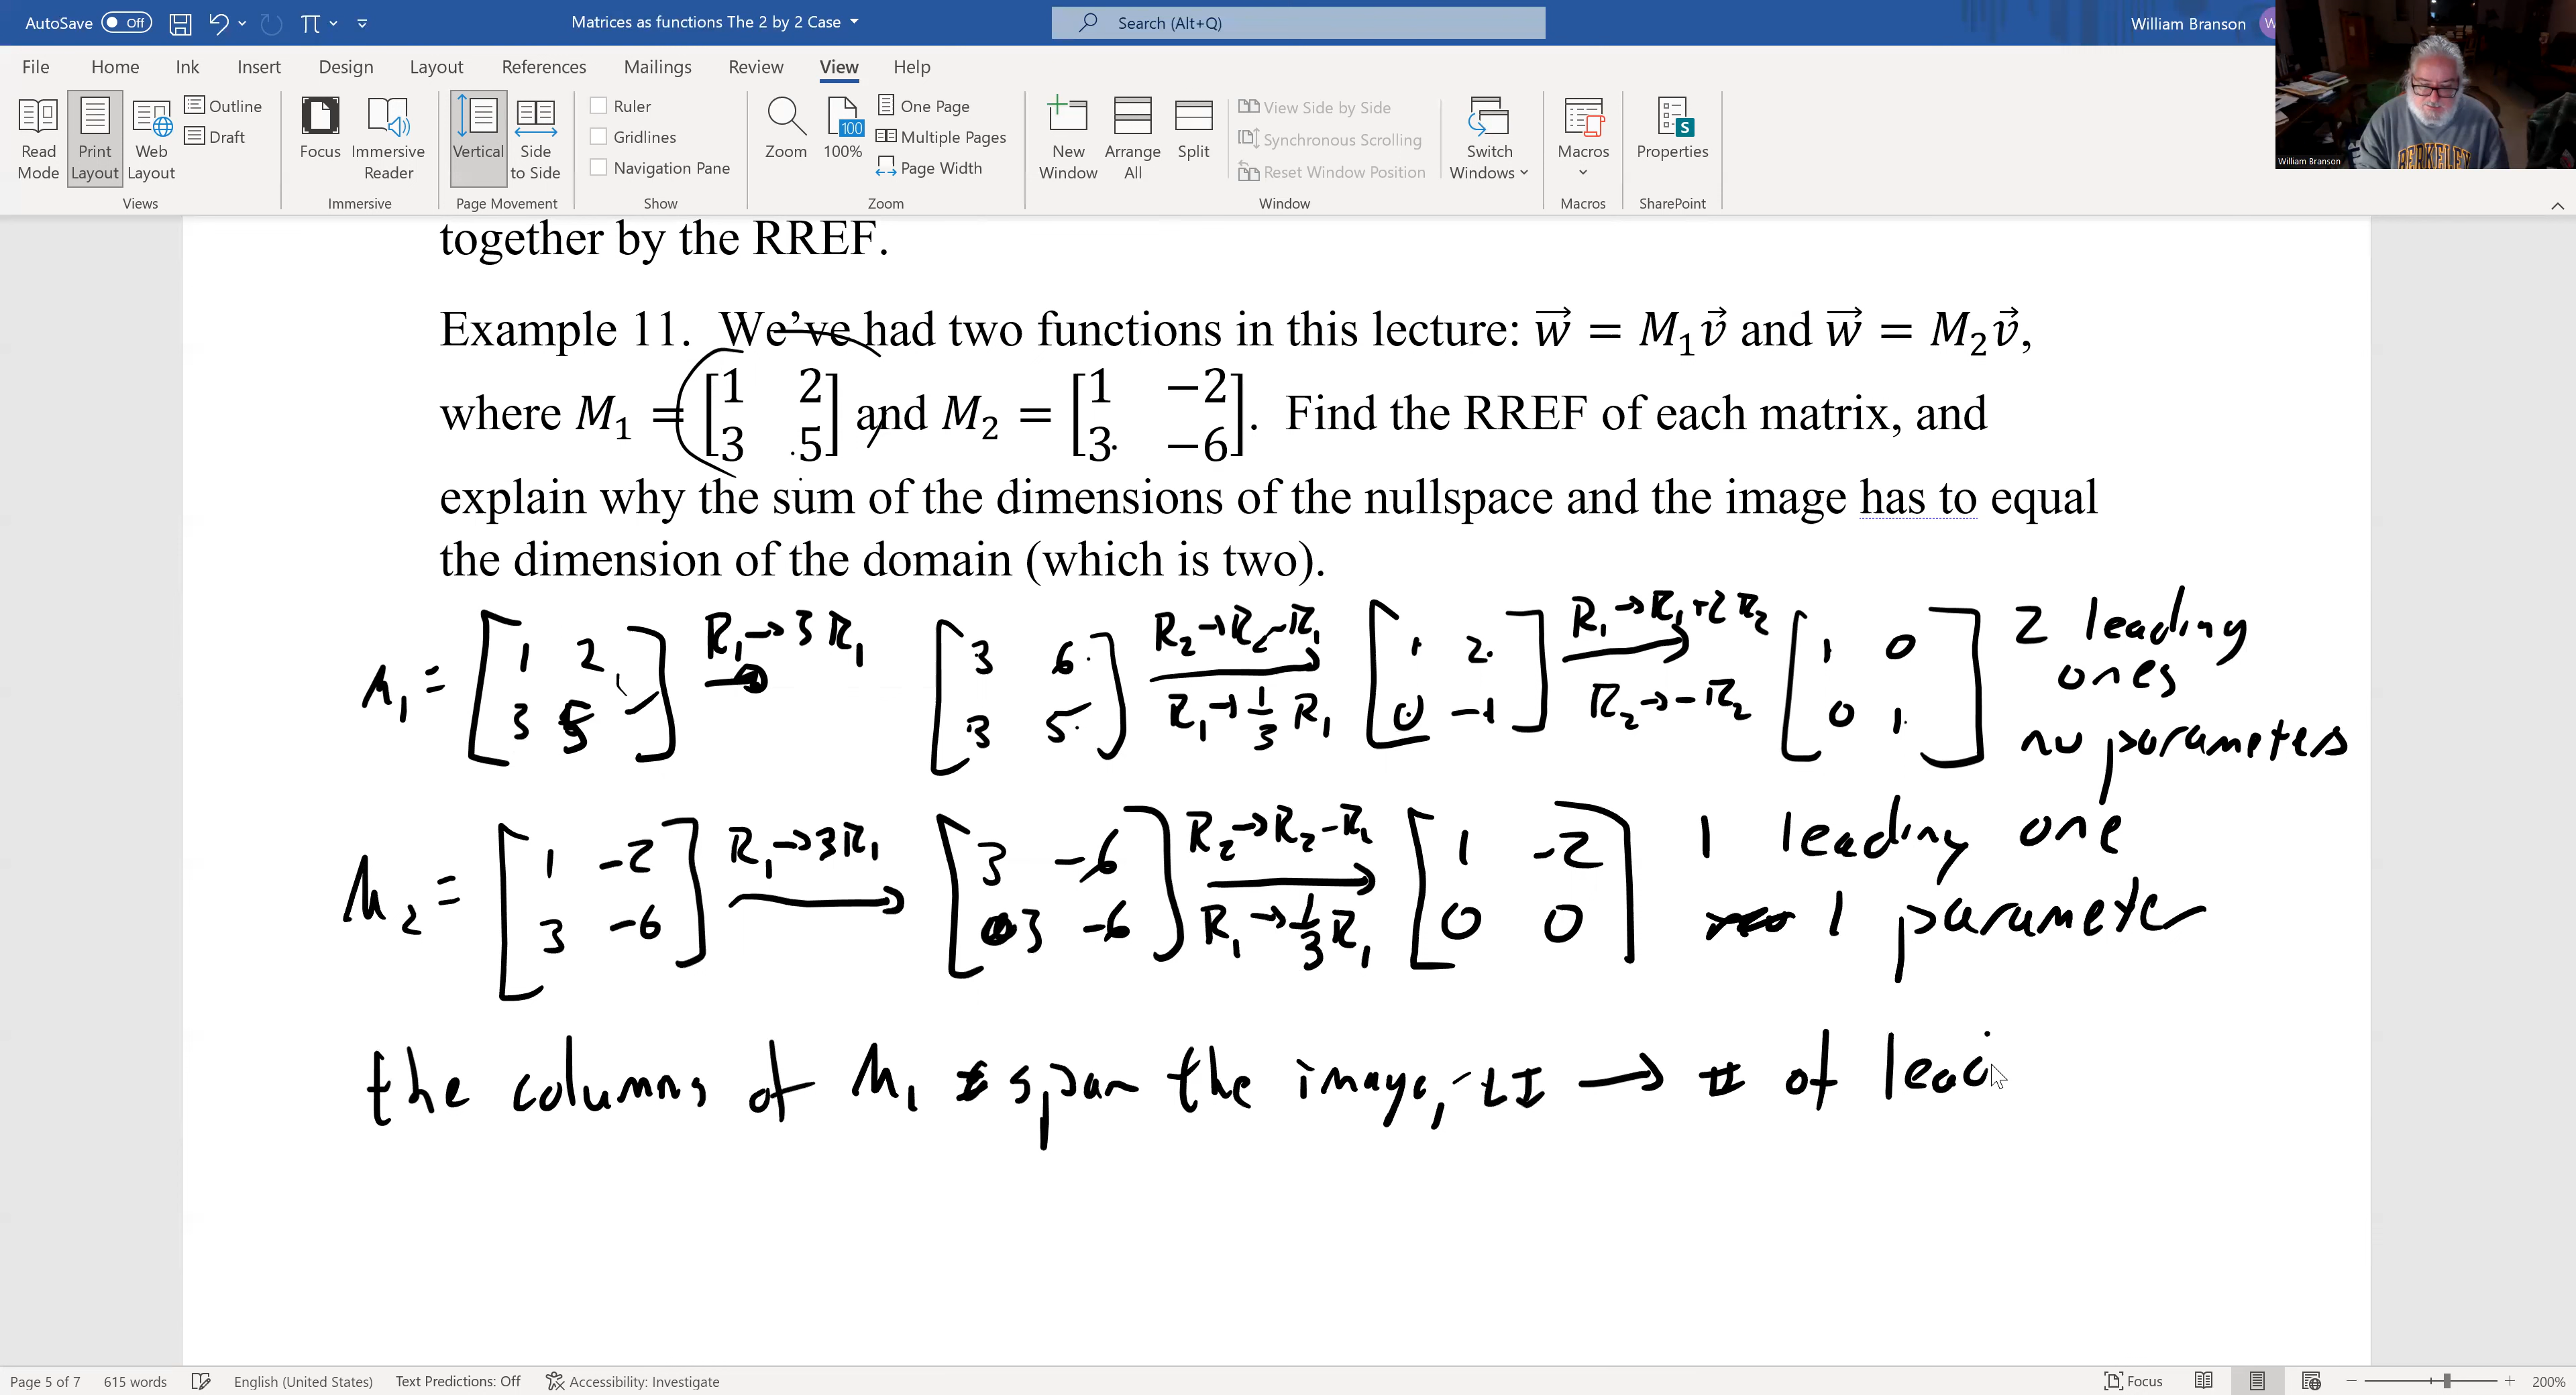 AutoSave Off Matrices as functions The 2 by 2 Case Search (Alt+Q) William Branson W
File Home Ink Insert Design Layout References Mailings Review View Help
Read Mode Print Layout Web Layout Outline Draft Views
Focus Immersive Reader Immersive
Vertical Side to Side Page Movement
Ruler Gridlines Navigation Pane Show
Zoom 100 100% One Page Multiple Pages Page Width Zoom
New Window Arrange All Split View Side by Side Synchronous Scrolling Reset Window Position Switch Windows Window
Macros Macros
S Properties SharePoint
BERKELEY
William Branson
together by the RREF.
Example 11. We've had two functions in this lecture: w⃗ = M₁v⃗ and w⃗ = M₂v⃗,
where M₁ = [1 2; 3 5] and M₂ = [1 −2; 3 −6]. Find the RREF of each matrix, and
explain why the sum of the dimensions of the nullspace and the image has to equal
the dimension of the domain (which is two).
M₁ = [1 2; 3 5] R₁→3R₁ [3 6; 3 5] R₂→R₂−R₁ R₁→1/3 R₁ [1 2; 0 −1] R₁→R₁+2R₂ R₂→−R₂ [1 0; 0 1] 2 leading
ones
no parameters
M₂ = [1 −2; 3 −6] R₁→3R₁ [3 −6; 3 −6] R₂→R₂−R₁ R₁→1/3 R₁ [1 −2; 0 0] 1 leading one
1 parameter
the columns of M₁ span the image, → # of leadi
Page 5 of 7 615 words English (United States) Text Predictions: Off Accessibility: Investigate Focus 200%